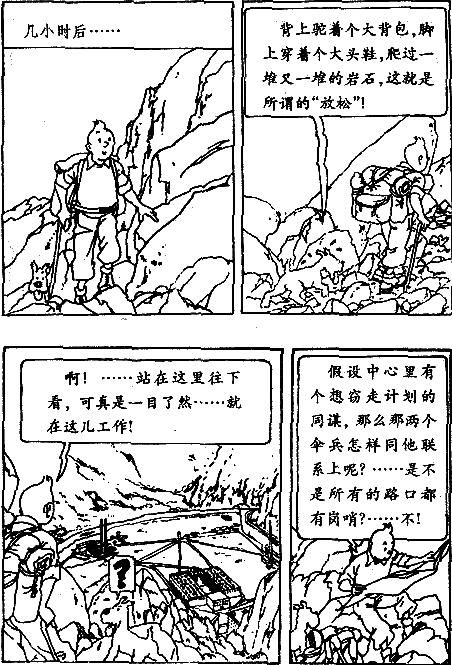 几小时后……
背上驼着个大背包,脚
上穿着个大头鞋,爬过一
堆又一堆的岩石,这就是
所谓的“放松”!
啊! ……站在这里往下
看,可真是一目了然……就
在这儿工作!
?
假设中心里有
个想窃走计划的
同谋,那么那两个
伞兵怎样同他联
系上呢?……是不
是所有的路口都
有岗哨?……不!